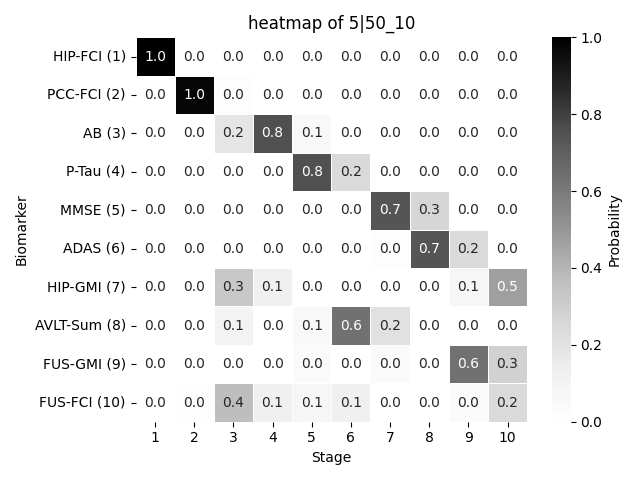 heatmap of 5|50_10
HIP-FCI (1) 1.0 0.0 0.0 0.0 0.0 0.0 0.0 0.0 0.0 0.0
PCC-FCI (2) 0.0 1.0 0.0 0.0 0.0 0.0 0.0 0.0 0.0 0.0
AB (3) 0.0 0.0 0.2 0.8 0.1 0.0 0.0 0.0 0.0 0.0
P-Tau (4) 0.0 0.0 0.0 0.0 0.8 0.2 0.0 0.0 0.0 0.0
MMSE (5) 0.0 0.0 0.0 0.0 0.0 0.0 0.7 0.3 0.0 0.0
ADAS (6) 0.0 0.0 0.0 0.0 0.0 0.0 0.0 0.7 0.2 0.0
HIP-GMI (7) 0.0 0.0 0.3 0.1 0.0 0.0 0.0 0.0 0.1 0.5
AVLT-Sum (8) 0.0 0.0 0.1 0.0 0.1 0.6 0.2 0.0 0.0 0.0
FUS-GMI (9) 0.0 0.0 0.0 0.0 0.0 0.0 0.0 0.0 0.6 0.3
FUS-FCI (10) 0.0 0.0 0.4 0.1 0.1 0.1 0.0 0.0 0.0 0.2
1 2 3 4 5 6 7 8 9 10
Stage
Biomarker
1.0
0.8
0.6
0.4
0.2
0.0
Probability